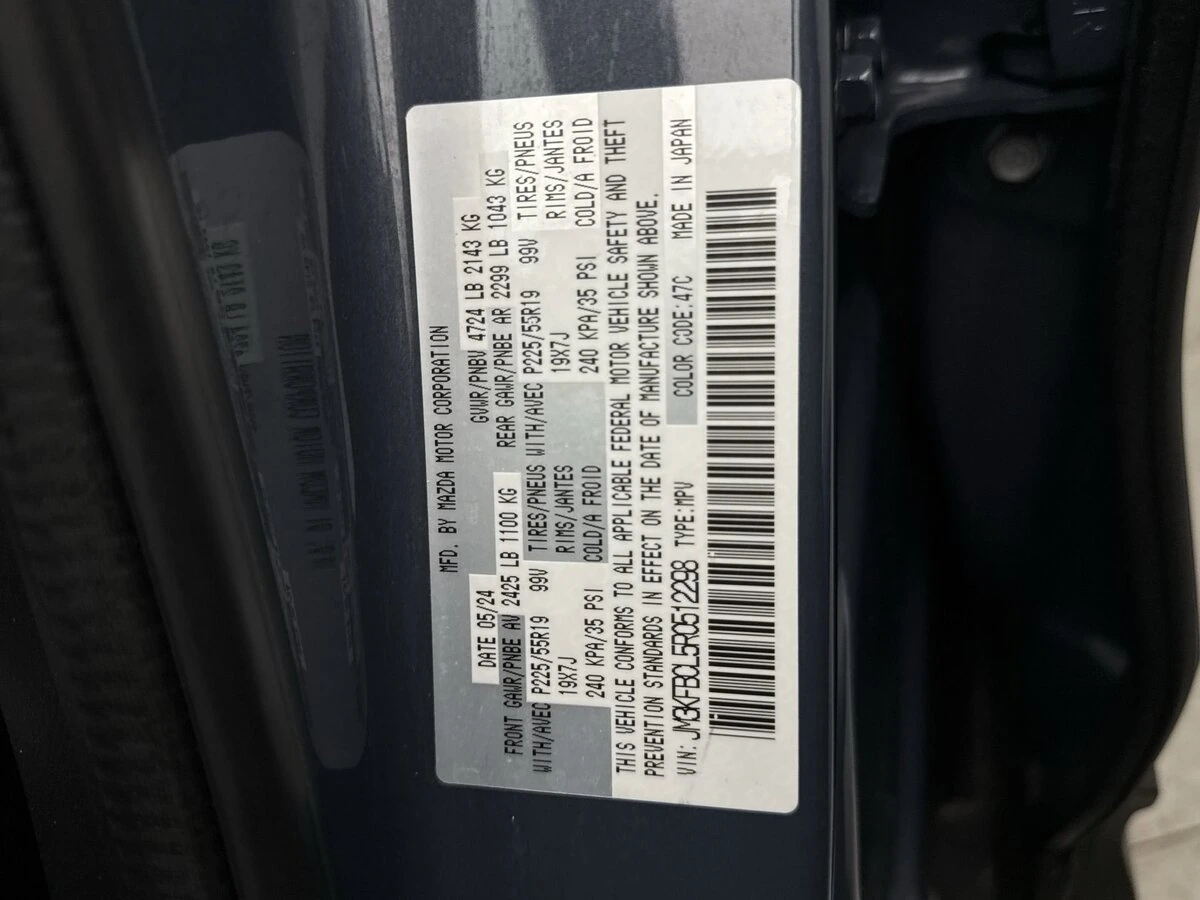 MFD. BY MAZDA MOTOR CORPORATION
DATE 05/24 GVWR/PNBV 4724 LB 2143 KG
FRONT GAWR/PNBE AV 2425 LB 1100 KG REAR GAWR/PNBE AR 2299 LB 1043 KG
WITH/AVEC P225/55R19 99V TIRES/PNEUS WITH/AVEC P225/55R19 99V TIRES/PNEUS
19X7J RIMS/JANTES 19X7J RIMS/JANTES
240 KPA/35 PSI COLD/A FROID 240 KPA/35 PSI COLD/A FROID
THIS VEHICLE CONFORMS TO ALL APPLICABLE FEDERAL MOTOR VEHICLE SAFETY AND THEFT
PREVENTION STANDARDS IN EFFECT ON THE DATE OF MANUFACTURE SHOWN ABOVE.
VIN: JM3KFBCL5R0512298 TYPE:MPV COLOR CODE:47C MADE IN JAPAN